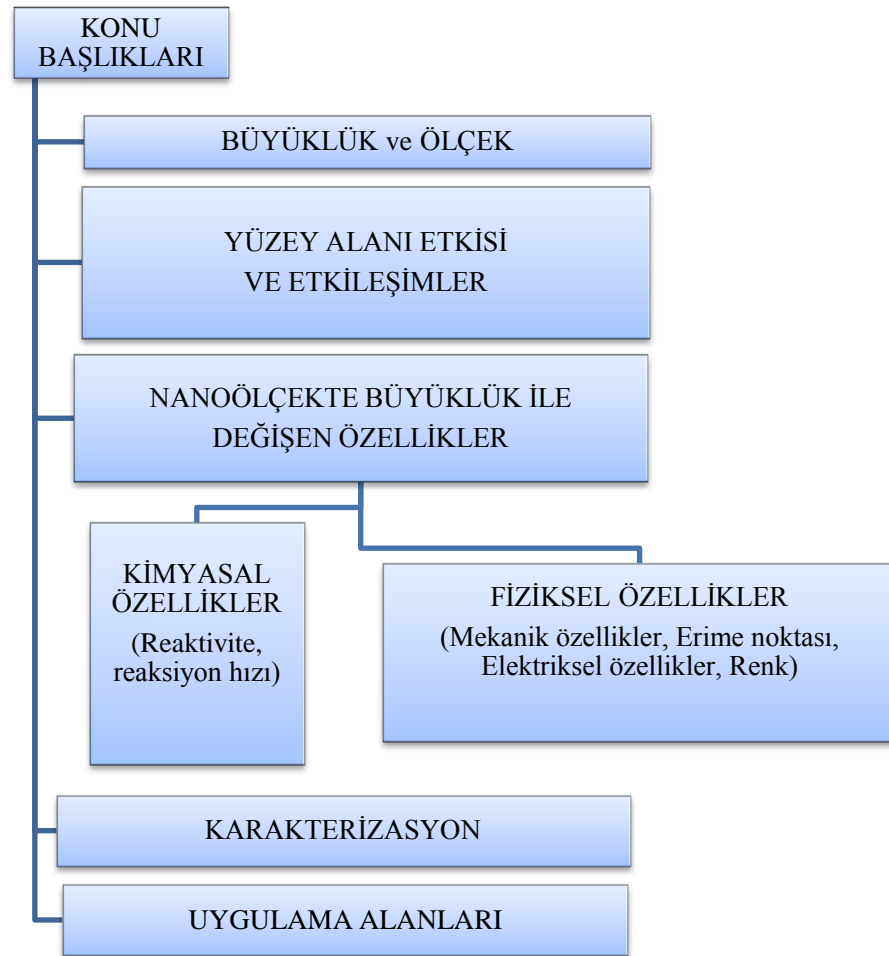 KONU
BAŞLIKLARI
BÜYÜKLÜK ve ÖLÇEK
YÜZEY ALANI ETKİSİ
VE ETKİLEŞİMLER
NANOÖLÇEKTE BÜYÜKLÜK İLE
DEĞİŞEN ÖZELLİKLER
KİMYASAL
ÖZELLİKLER
(Reaktivite,
reaksiyon hızı)
FİZİKSEL ÖZELLİKLER
(Mekanik özellikler, Erime noktası,
Elektriksel özellikler, Renk)
KARAKTERİZASYON
UYGULAMA ALANLARI